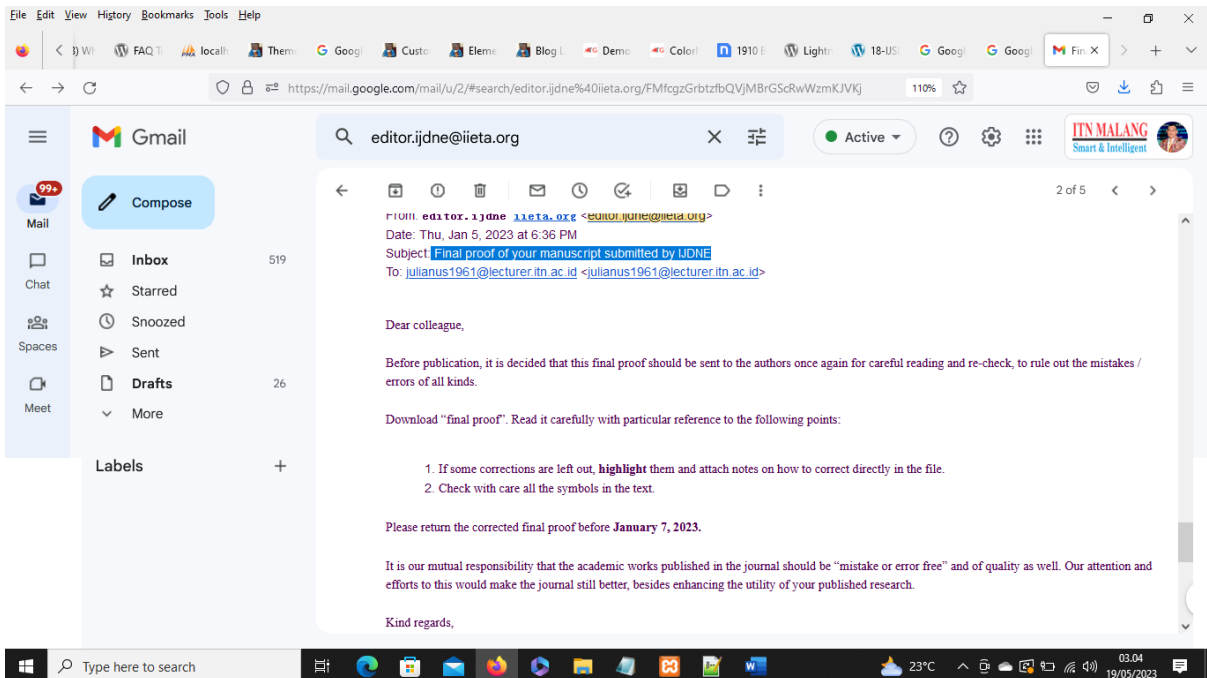 File Edit View History Bookmarks Tools Help
FAQ T localh Them Googl Custo Eleme Blog L Demo Colorl 1910 E Lightn 18-IJS Googl Googl Fin
https://mail.google.com/mail/u/2/#search/editor.ijdne%40iieta.org/FMfcgzGrbtzfbQVjMBrGScRwWzmKJVKj 110%
Gmail
editor.ijdne@iieta.org
Active
ITN MALANG
Smart & Intelligent
99+
Mail
Chat
Spaces
Meet
Compose
Inbox 519
Starred
Snoozed
Sent
Drafts 26
More
Labels
2 of 5
From: editor.ijdne iieta.org <editor.ijdne@iieta.org>
Date: Thu, Jan 5, 2023 at 6:36 PM
Subject: Final proof of your manuscript submitted by IJDNE
To: julianus1961@lecturer.itn.ac.id <julianus1961@lecturer.itn.ac.id>
Dear colleague,
Before publication, it is decided that this final proof should be sent to the authors once again for careful reading and re-check, to rule out the mistakes /
errors of all kinds.
Download “final proof”. Read it carefully with particular reference to the following points:
1. If some corrections are left out, highlight them and attach notes on how to correct directly in the file.
2. Check with care all the symbols in the text.
Please return the corrected final proof before January 7, 2023.
It is our mutual responsibility that the academic works published in the journal should be “mistake or error free” and of quality as well. Our attention and
efforts to this would make the journal still better, besides enhancing the utility of your published research.
Kind regards,
Type here to search
23°C
03.04
19/05/2023